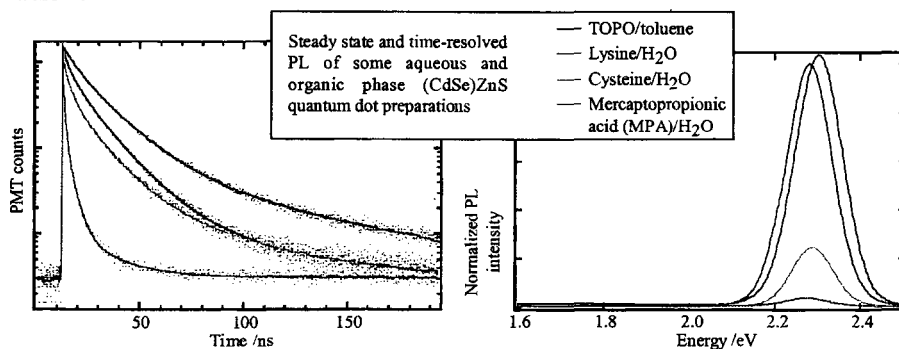 Steady state and time-resolved
PL of some aqueous and
organic phase (CdSe)ZnS
quantum dot preparations
TOPO/toluene
Lysine/H2O
Cysteine/H2O
Mercaptopropionic
acid (MPA)/H2O
PMT counts
50
100
150
Time /ns
Normalized PL
intensity
1.6
1.8
2.0
2.2
2.4
Energy /eV